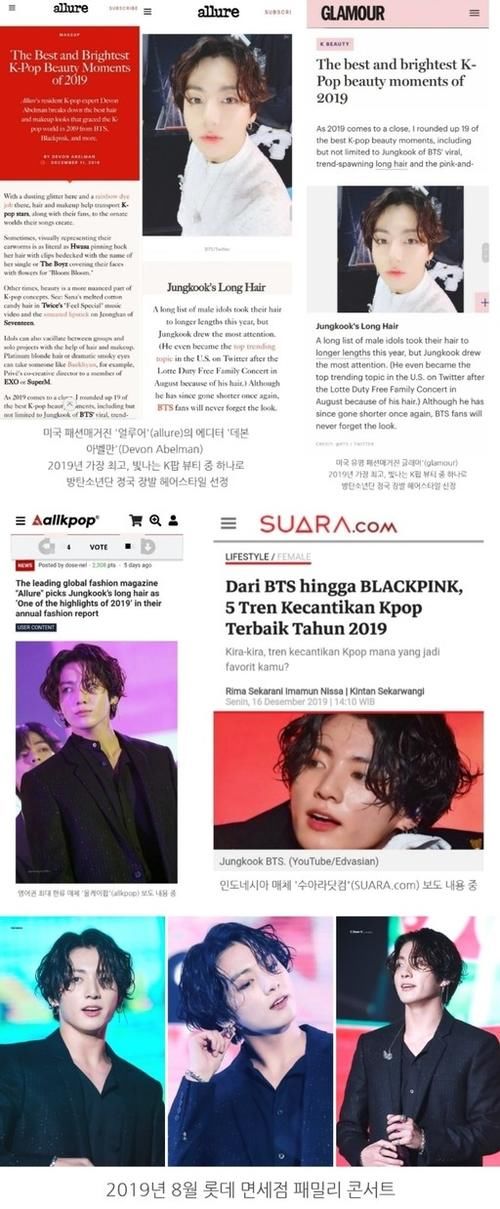 allure
SUBSCRIBE
MAKEUP
The Best and Brightest
K-Pop Beauty Moments
of 2019
Allure's resident K-pop expert Devon
Abelman breaks down the best hair
and makeup looks that graced the K-
pop world in 2019 from BTS,
Blackpink, and more.
BY DEVON ABELMAN
DECEMBER 11, 2019
With a dusting glitter here and a rainbow dye
job there, hair and makeup help transport K-
pop stars, along with their fans, to the ornate
worlds their songs create.
Sometimes, visually representing their
earworms is as literal as Hwasa pinning back
her hair with clips bedecked with the name of
her single or The Boyz covering their faces
with flowers for "Bloom Bloom."
Other times, beauty is a more nuanced part of
K-pop concepts. See: Sana's melted cotton
candy hair in Twice's "Feel Special" music
video and the smeared lipstick on Jeonghan of
Seventeen.
Idols can also vacillate between groups and
solo projects with the help of hair and makeup.
Platinum blonde hair or dramatic smoky eyes
can take someone like Baekhyun, for example,
from EXO or SuperM.
As 2019 comes to a close, I rounded up 19 of
the best K-pop beauty moments, including but
not limited to Jungkook of BTS' viral, trend-
allure
SUBSCRI
BTS/Twitter
Jungkook's Long Hair
A long list of male idols took their hair
to longer lengths this year, but
Jungkook drew the most attention.
(He even became the top trending
topic in the U.S. on Twitter after the
Lotte Duty Free Family Concert in
August because of his hair.) Although
he has since gone shorter once again,
BTS fans will never forget the look.
GLAMOUR
K BEAUTY
The best and brightest K-
Pop beauty moments of
2019
As 2019 comes to a close, I rounded up 19 of
the best K-Pop beauty moments, including
but not limited to Jungkook of BTS' viral,
trend-spawning long hair and the pink-and-
Jungkook's Long Hair
A long list of male idols took their hair to
longer lengths this year, but Jungkook drew
the most attention. (He even became the
top trending topic in the U.S. on Twitter after
the Lotte Duty Free Family Concert in
August because of his hair.) Although he has
since gone shorter once again, BTS fans will
never forget the look.
CREDIT: @BTS / TWITTER
미국 패션매거진 '얼루어'(allure)의 에디터 '데본
아벨만'(Devon Abelman)
2019년 가장 최고, 빛나는 K팝 뷰티 중 하나로
방탄소년단 정국 장발 헤어스타일 선정
미국 유명 패션매거진 글래머'(glamour)
2019년 가장 최고, 빛나는 K팝 뷰티 중 하나로
방탄소년단 정국 장발 헤어스타일 선정
allkpop
4 VOTE
NEWS Posted by dose-nel - 2,308 pts - 5 days ago
The leading global fashion magazine
"Allure" picks Jungkook's long hair as
'One of the highlights of 2019' in their
annual fashion report
USER CONTENT
영어권 최대 한류 매체 '올케이팝'(allkpop) 보도 내용 중
SUARA.COM
LIFESTYLE / FEMALE
Dari BTS hingga BLACKPINK,
5 Tren Kecantikan Kpop
Terbaik Tahun 2019
Kira-kira, tren kecantikan Kpop mana yang jadi
favorit kamu?
Rima Sekarani Imamun Nissa | Kintan Sekarwangi
Senin, 16 Desember 2019 | 14:10 WIB
Jungkook BTS. (YouTube/Edvasian)
인도네시아 매체 '수아라닷컴"(SUARA.com) 보도 내용 중
2019년 8월 롯데 면세점 패밀리 콘서트